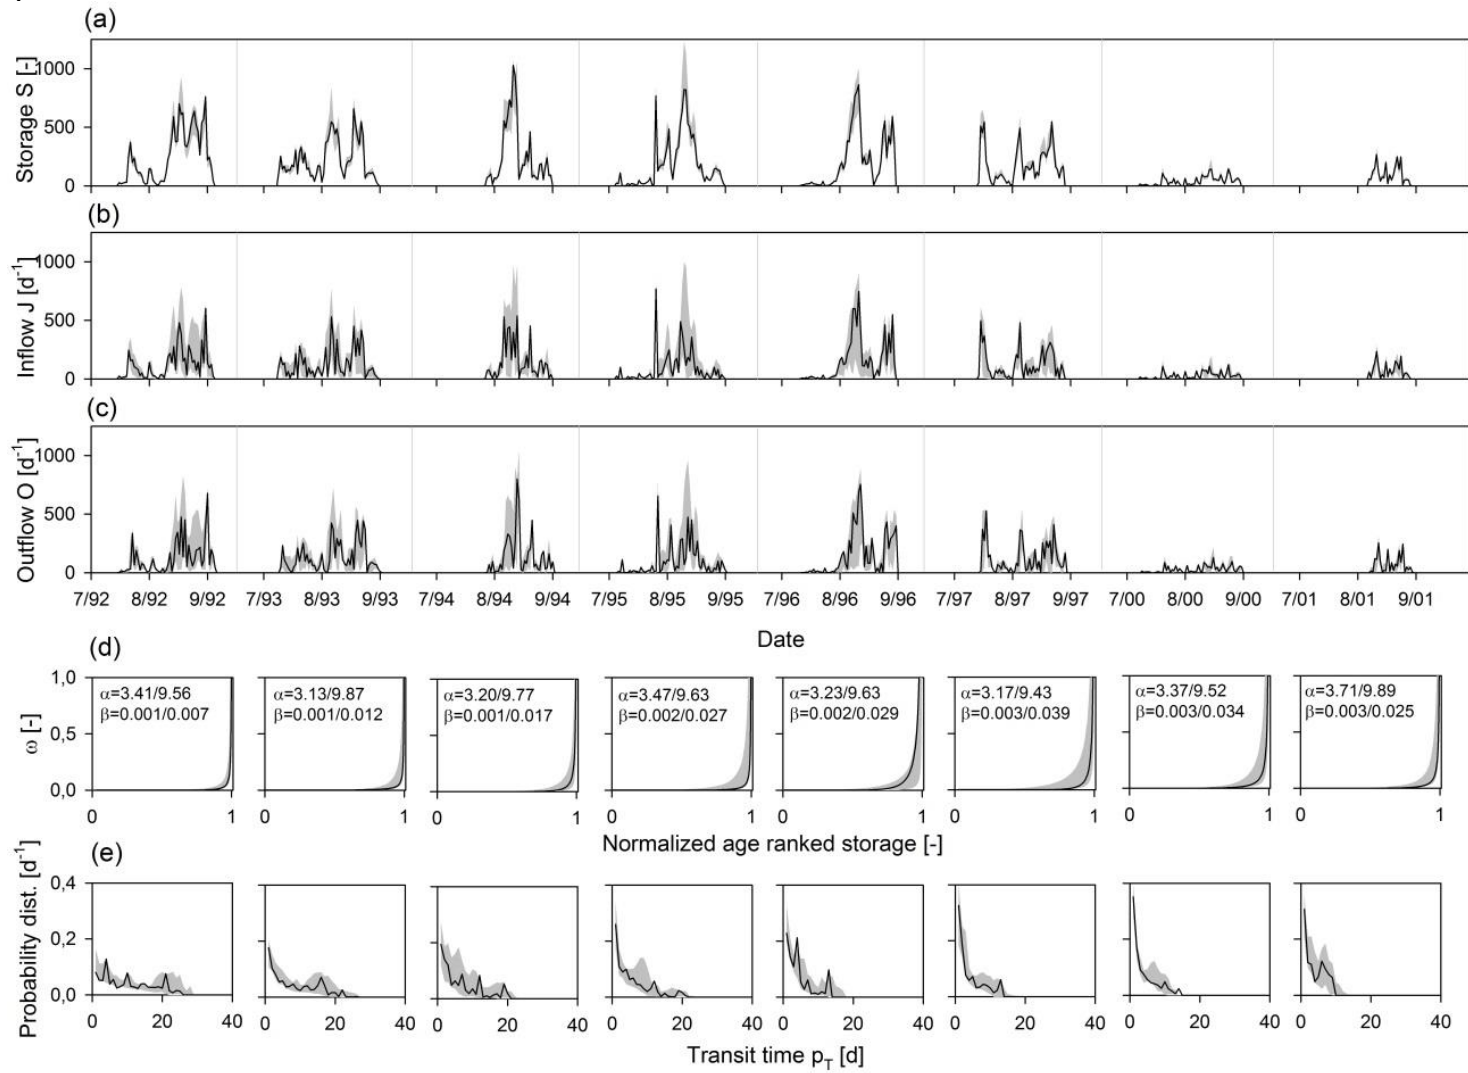 (a)
Storage S [-]
1000
500
0
(b)
Inflow J [d⁻¹]
1000
500
0
(c)
Outflow O [d⁻¹]
1000
500
0
7/92 8/92 9/92 7/93 8/93 9/93 7/94 8/94 9/94 7/95 8/95 9/95 7/96 8/96 9/96 7/97 8/97 9/97 7/00 8/00 9/00 7/01 8/01 9/01
Date
(d)
ω [-]
1,0
0,5
0,0
α=3.41/9.56
β=0.001/0.007
α=3.13/9.87
β=0.001/0.012
α=3.20/9.77
β=0.001/0.017
α=3.47/9.63
β=0.002/0.027
α=3.23/9.63
β=0.002/0.029
α=3.17/9.43
β=0.003/0.039
α=3.37/9.52
β=0.003/0.034
α=3.71/9.89
β=0.003/0.025
0 1 0 1 0 1 0 1 0 1 0 1 0 1 0 1
Normalized age ranked storage [-]
(e)
Probability dist. [d⁻¹]
0,4
0,2
0,0
0 20 40 0 20 40 0 20 40 0 20 40 0 20 40 0 20 40 0 20 40 0 20 40
Transit time p_T [d]